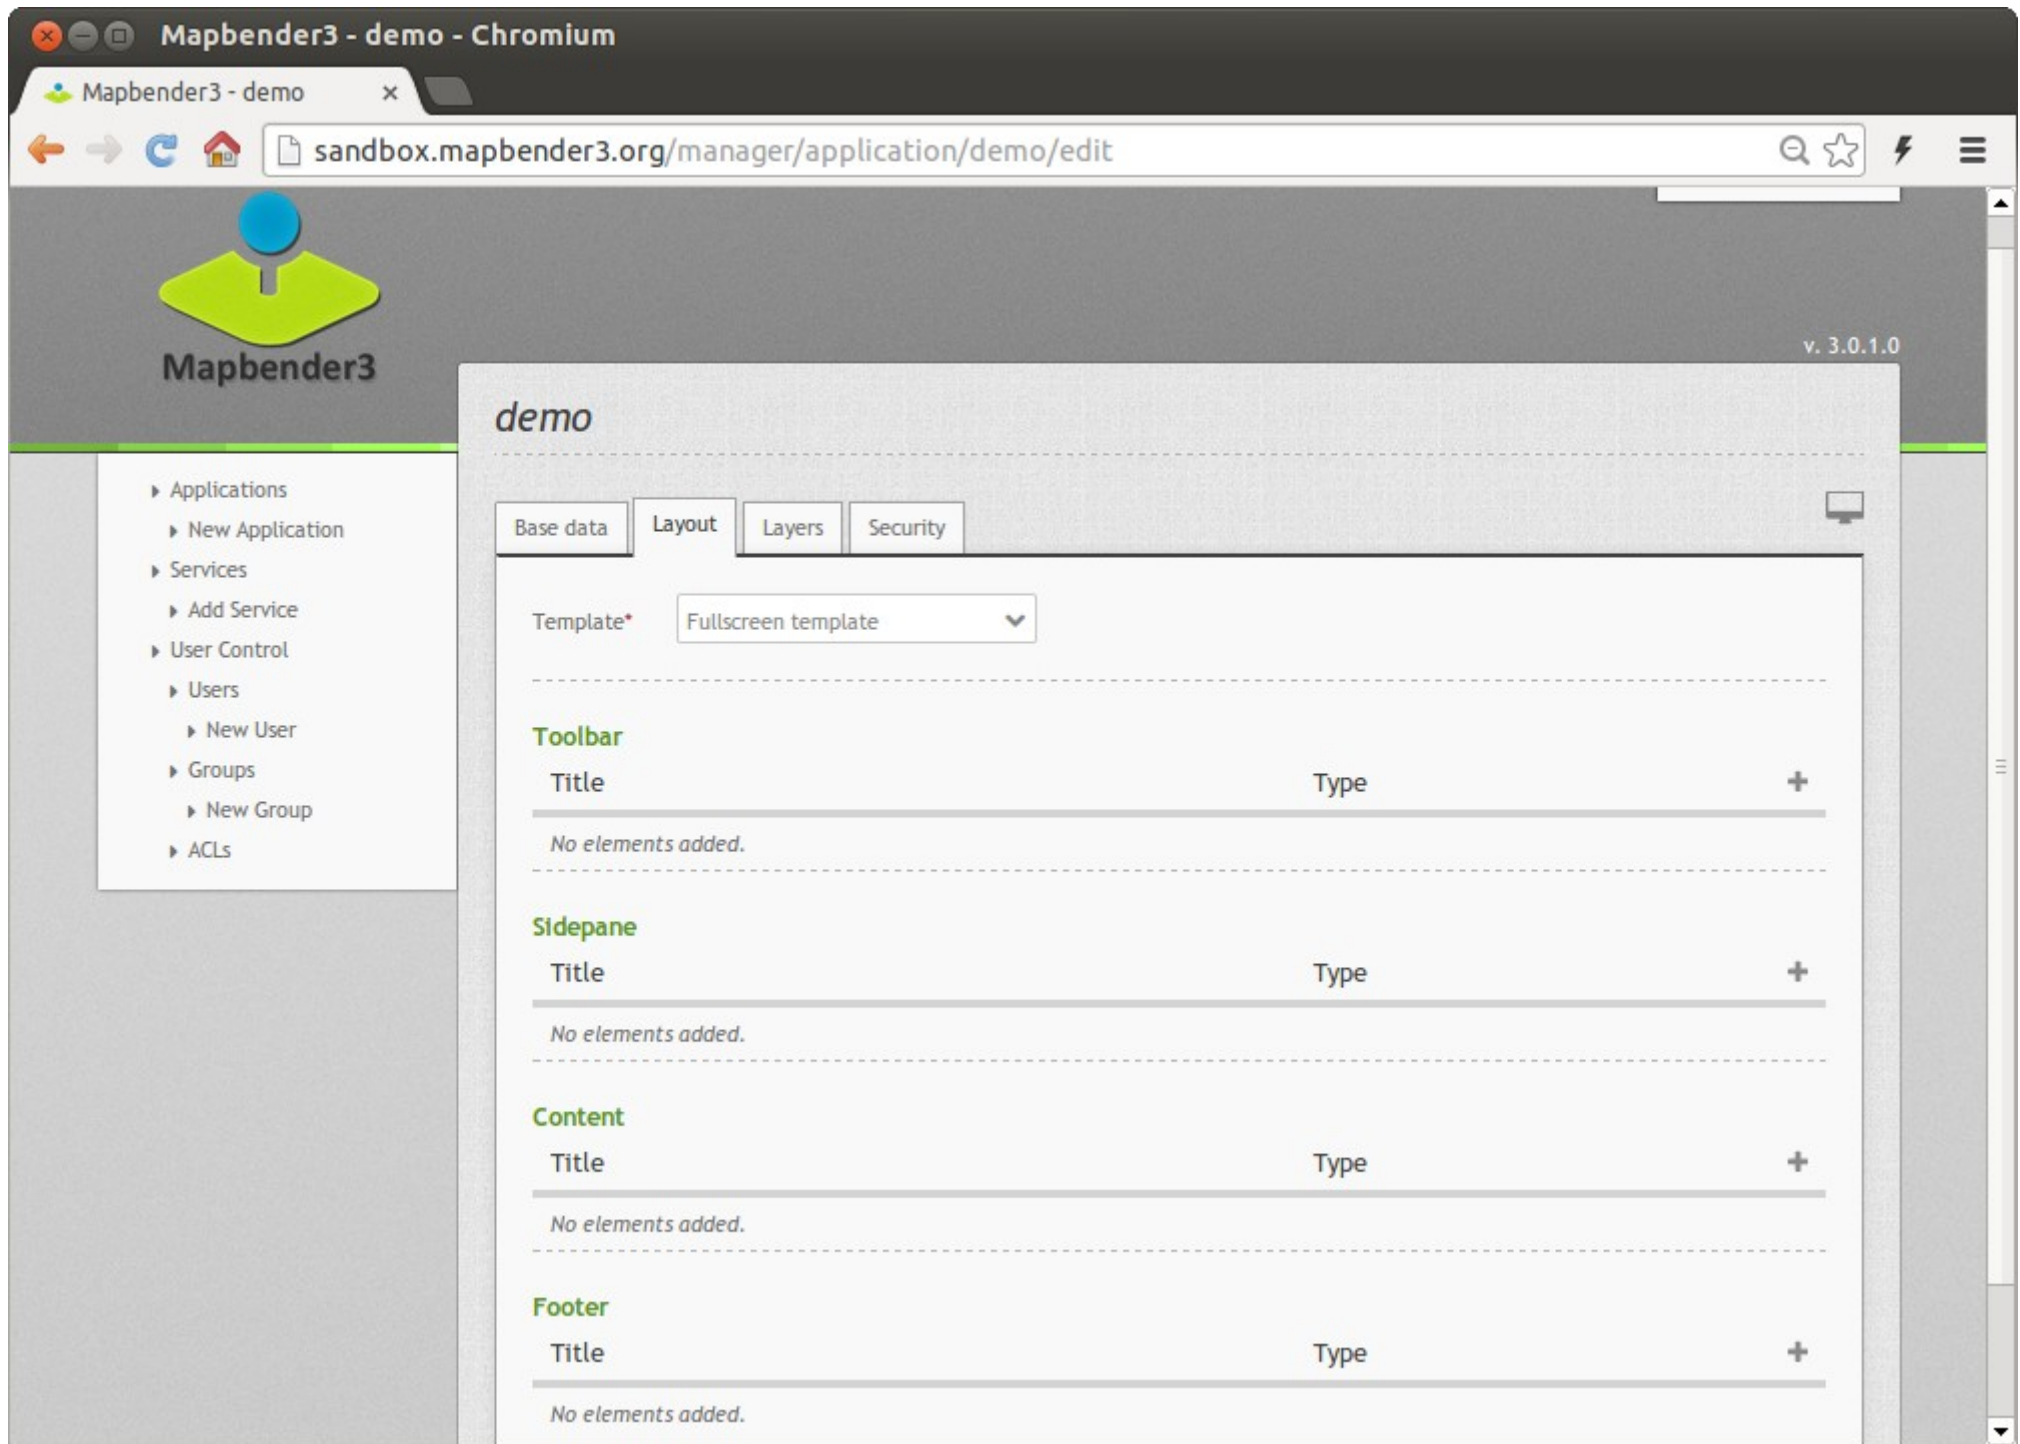 Mapbender3 - demo - Chromium
Mapbender3 - demo
sandbox.mapbender3.org/manager/application/demo/edit
Mapbender3
v. 3.0.1.0
demo
Applications
New Application
Services
Add Service
User Control
Users
New User
Groups
New Group
ACLs
Base data Layout Layers Security
Template* Fullscreen template
Toolbar
Title Type
No elements added.
Sidepane
Title Type
No elements added.
Content
Title Type
No elements added.
Footer
Title Type
No elements added.